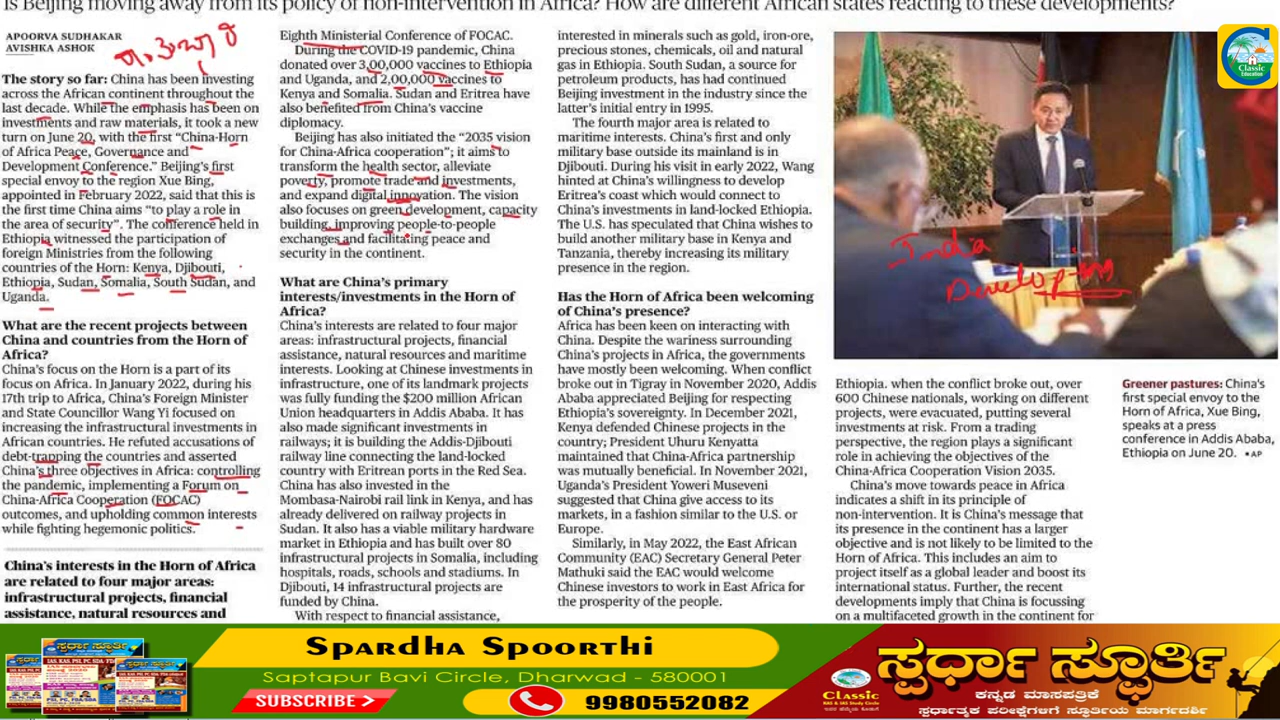 Is Beijing moving away from its policy of non-intervention in Africa? How are different African states reacting to these developments?
APOORVA SUDHAKAR
AVISHKA ASHOK
The story so far: China has been investing
across the African continent throughout the
last decade. While the emphasis has been on
investments and raw materials, it took a new
turn on June 20, with the first “China-Horn
of Africa Peace, Governance and
Development Conference.” Beijing's first
special envoy to the region Xue Bing,
appointed in February 2022, said that this is
the first time China aims “to play a role in
the area of security”. The conference held in
Ethiopia witnessed the participation of
foreign Ministries from the following
countries of the Horn: Kenya, Djibouti,
Ethiopia, Sudan, Somalia, South Sudan, and
Uganda.
What are the recent projects between
China and countries from the Horn of
Africa?
China's focus on the Horn is a part of its
focus on Africa. In January 2022, during his
17th trip to Africa, China's Foreign Minister
and State Councillor Wang Yi focused on
increasing the infrastructural investments in
African countries. He refuted accusations of
debt-trapping the countries and asserted
China's three objectives in Africa: controlling
the pandemic, implementing a Forum on
China-Africa Cooperation (FOCAC)
outcomes, and upholding common interests
while fighting hegemonic politics.
China's interests in the Horn of Africa
are related to four major areas:
infrastructural projects, financial
assistance, natural resources and
Eighth Ministerial Conference of FOCAC.
During the COVID-19 pandemic, China
donated over 3,00,000 vaccines to Ethiopia
and Uganda, and 2,00,000 vaccines to
Kenya and Somalia. Sudan and Eritrea have
also benefited from China's vaccine
diplomacy.
Beijing has also initiated the “2035 vision
for China-Africa cooperation”; it aims to
transform the health sector, alleviate
poverty, promote trade and investments,
and expand digital innovation. The vision
also focuses on green development, capacity
building, improving people-to-people
exchanges and facilitating peace and
security in the continent.
What are China's primary
interests/investments in the Horn of
Africa?
China's interests are related to four major
areas: infrastructural projects, financial
assistance, natural resources and maritime
interests. Looking at Chinese investments in
infrastructure, one of its landmark projects
was fully funding the $200 million African
Union headquarters in Addis Ababa. It has
also made significant investments in
railways; it is building the Addis-Djibouti
railway line connecting the land-locked
country with Eritrean ports in the Red Sea.
China has also invested in the
Mombasa-Nairobi rail link in Kenya, and has
already delivered on railway projects in
Sudan. It also has a viable military hardware
market in Ethiopia and has built over 80
infrastructural projects in Somalia, including
hospitals, roads, schools and stadiums. In
Djibouti, 14 infrastructural projects are
funded by China.
With respect to financial assistance,
interested in minerals such as gold, iron-ore,
precious stones, chemicals, oil and natural
gas in Ethiopia. South Sudan, a source for
petroleum products, has had continued
Beijing investment in the industry since the
latter's initial entry in 1995.
The fourth major area is related to
maritime interests. China's first and only
military base outside its mainland is in
Djibouti. During his visit in early 2022, Wang
hinted at China's willingness to develop
Eritrea's coast which would connect to
China's investments in land-locked Ethiopia.
The U.S. has speculated that China wishes to
build another military base in Kenya and
Tanzania, thereby increasing its military
presence in the region.
Has the Horn of Africa been welcoming
of China's presence?
Africa has been keen on interacting with
China. Despite the wariness surrounding
China's projects in Africa, the governments
have mostly been welcoming. When conflict
broke out in Tigray in November 2020, Addis
Ababa appreciated Beijing for respecting
Ethiopia's sovereignty. In December 2021,
Kenya defended Chinese projects in the
country; President Uhuru Kenyatta
maintained that China-Africa partnership
was mutually beneficial. In November 2021,
Uganda's President Yoweri Museveni
suggested that China give access to its
markets, in a fashion similar to the U.S. or
Europe.
Similarly, in May 2022, the East African
Community (EAC) Secretary General Peter
Mathuki said the EAC would welcome
Chinese investors to work in East Africa for
the prosperity of the people.
India
Ethiopia. when the conflict broke out, over
600 Chinese nationals, working on different
projects, were evacuated, putting several
investments at risk. From a trading
perspective, the region plays a significant
role in achieving the objectives of the
China-Africa Cooperation Vision 2035.
China's move towards peace in Africa
indicates a shift in its principle of
non-intervention. It is China's message that
its presence in the continent has a larger
objective and is not likely to be limited to the
Horn of Africa. This includes an aim to
project itself as a global leader and boost its
international status. Further, the recent
developments imply that China is focussing
on a multifaceted growth in the continent for
Greener pastures: China's
first special envoy to the
Horn of Africa, Xue Bing,
speaks at a press
conference in Addis Ababa,
Ethiopia on June 20. • AP
Classic
Education
SPARDHA SPOORTHI
Saptapur Bavi Circle, Dharwad - 580001
SUBSCRIBE
9980552082
Classic
ಸ್ಪರ್ಧಾ ಸ್ಫೂರ್ತಿ
ಕನ್ನಡ ಮಾಸಪತ್ರಿಕೆ
ಸ್ಪರ್ಧಾತ್ಮಕ ಪರೀಕ್ಷೆಗಳಿಗೆ ಸ್ಫೂರ್ತಿಯ ಮಾರ್ಗದರ್ಶಿ